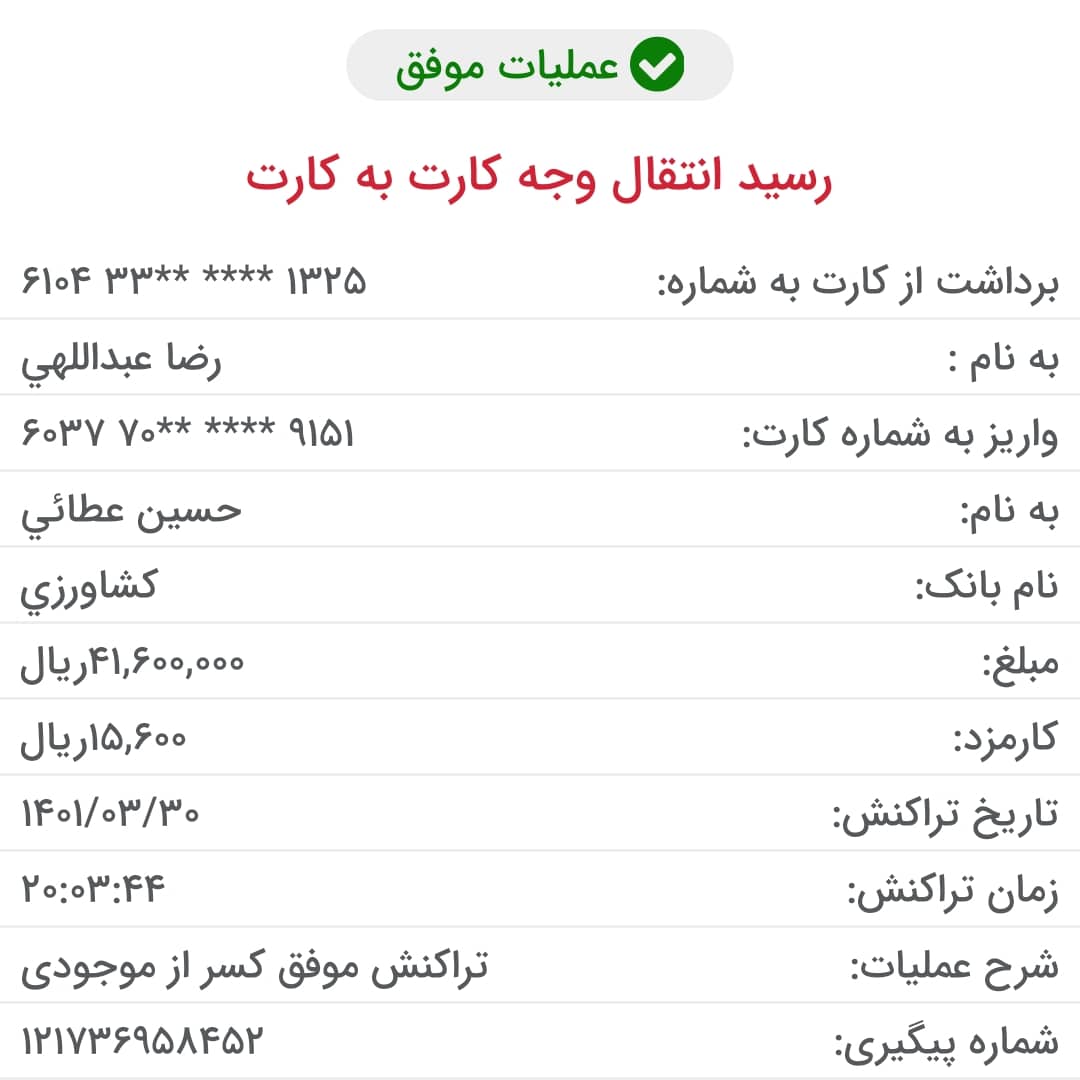 عملیات موفق
رسید انتقال وجه کارت به کارت
برداشت از کارت به شماره: ۶۱۰۴ ۳۳** **** ۱۳۲۵
به نام : رضا عبداللهي
واریز به شماره کارت: ۶۰۳۷ ۷۰** **** ۹۱۵۱
به نام: حسين عطائي
نام بانک: کشاورزي
مبلغ: ۴۱,۶۰۰,۰۰۰ریال
کارمزد: ۱۵,۶۰۰ریال
تاریخ تراکنش: ۱۴۰۱/۰۳/۳۰
زمان تراکنش: ۲۰:۰۳:۴۴
شرح عملیات: تراکنش موفق کسر از موجودی
شماره پیگیری: ۱۲۱۷۳۶۹۵۸۴۵۲